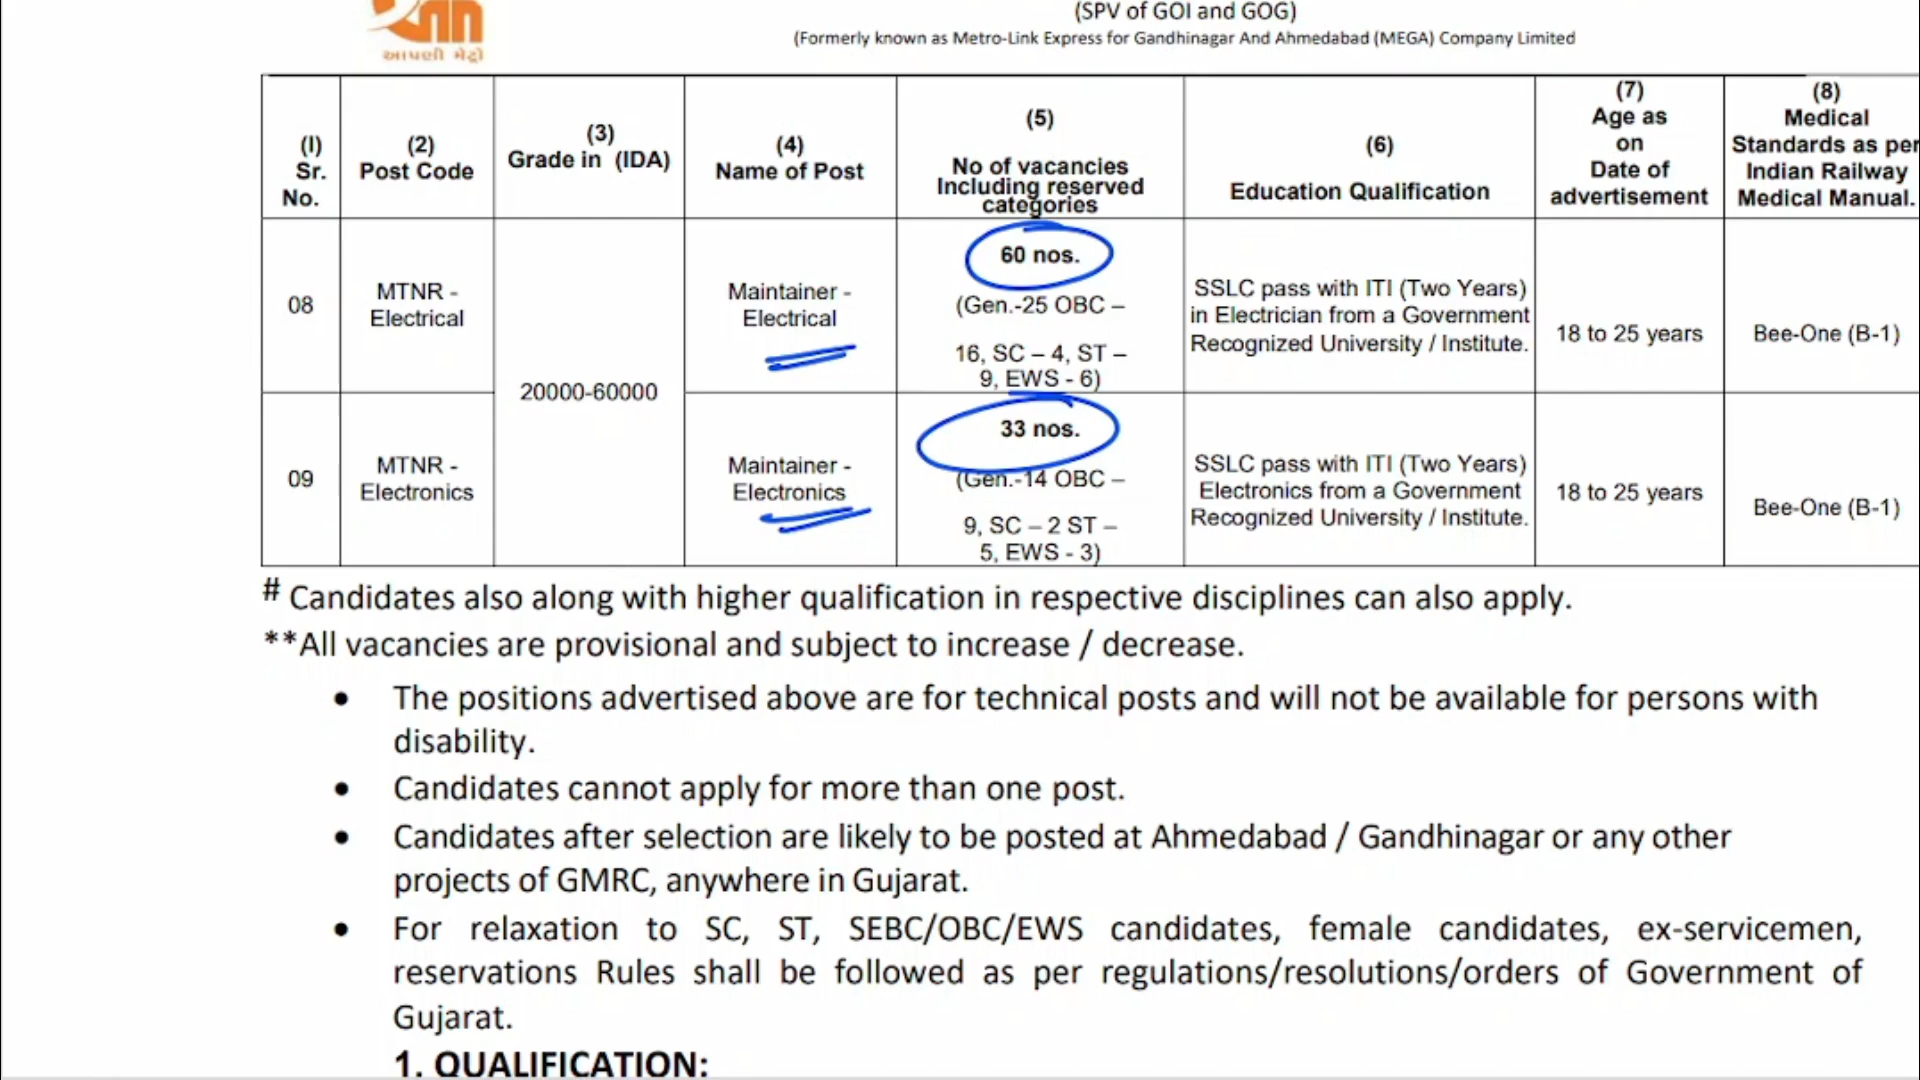 આપણી મેટ્રો
(SPV of GOI and GOG)
(Formerly known as Metro-Link Express for Gandhinagar And Ahmedabad (MEGA) Company Limited
(I)
Sr.
No.
(2)
Post Code
(3)
Grade in (IDA)
(4)
Name of Post
(5)
No of vacancies
Including reserved
categories
(6)
Education Qualification
(7)
Age as
on
Date of
advertisement
(8)
Medical
Standards as per
Indian Railway
Medical Manual.
08
MTNR -
Electrical
20000-60000
Maintainer -
Electrical
60 nos.
(Gen.-25 OBC –
16, SC – 4, ST –
9, EWS - 6)
SSLC pass with ITI (Two Years)
in Electrician from a Government
Recognized University / Institute.
18 to 25 years
Bee-One (B-1)
09
MTNR -
Electronics
Maintainer -
Electronics
33 nos.
(Gen.-14 OBC –
9, SC – 2 ST –
5, EWS - 3)
SSLC pass with ITI (Two Years)
Electronics from a Government
Recognized University / Institute.
18 to 25 years
Bee-One (B-1)
# Candidates also along with higher qualification in respective disciplines can also apply.
**All vacancies are provisional and subject to increase / decrease.
• The positions advertised above are for technical posts and will not be available for persons with
disability.
• Candidates cannot apply for more than one post.
• Candidates after selection are likely to be posted at Ahmedabad / Gandhinagar or any other
projects of GMRC, anywhere in Gujarat.
• For relaxation to SC, ST, SEBC/OBC/EWS candidates, female candidates, ex-servicemen,
reservations Rules shall be followed as per regulations/resolutions/orders of Government of
Gujarat.
1. QUALIFICATION: